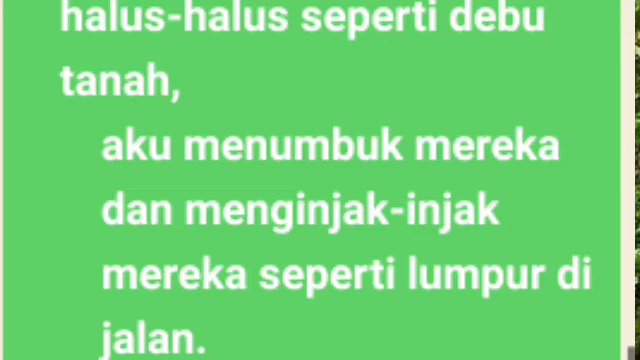 halus-halus seperti debu
tanah,
aku menumbuk mereka
dan menginjak-injak
mereka seperti lumpur di
jalan.